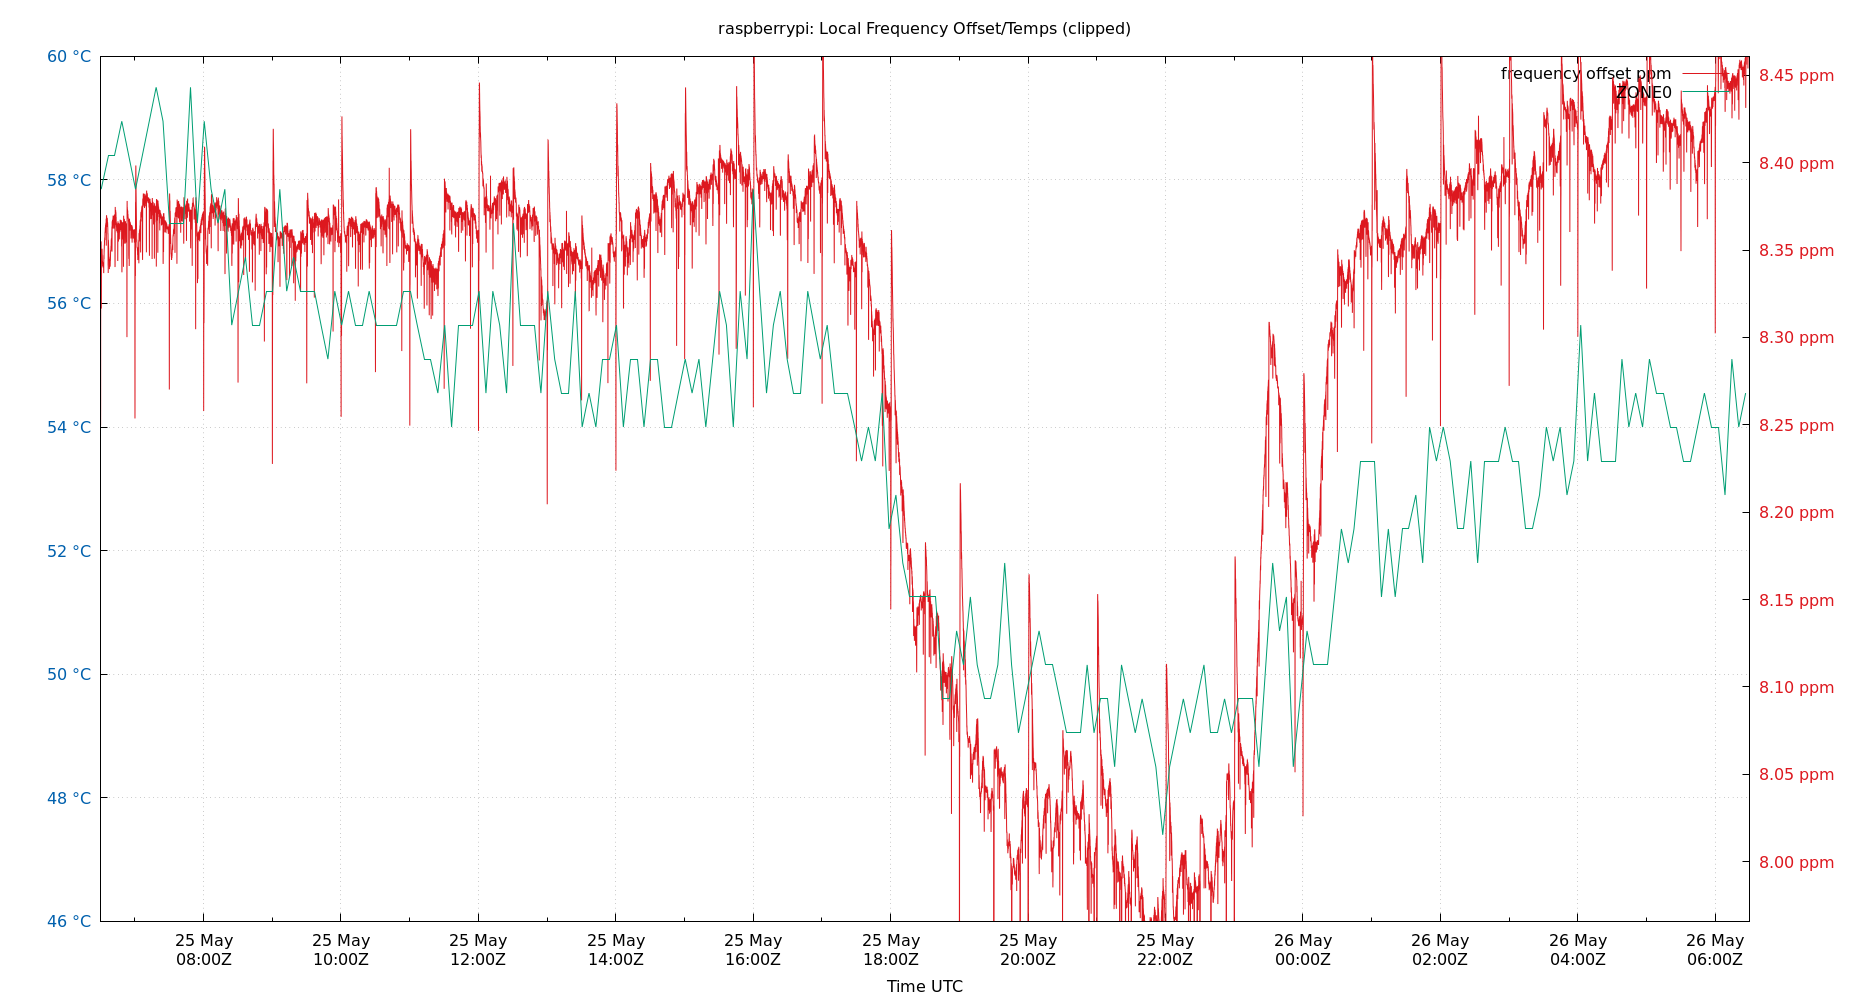 raspberrypi: Local Frequency Offset/Temps (clipped)
60 °C
58 °C
56 °C
54 °C
52 °C
50 °C
48 °C
46 °C
frequency offset ppm
ZONE0
8.45 ppm
8.40 ppm
8.35 ppm
8.30 ppm
8.25 ppm
8.20 ppm
8.15 ppm
8.10 ppm
8.05 ppm
8.00 ppm
25 May
08:00Z
25 May
10:00Z
25 May
12:00Z
25 May
14:00Z
25 May
16:00Z
25 May
18:00Z
25 May
20:00Z
25 May
22:00Z
26 May
00:00Z
26 May
02:00Z
26 May
04:00Z
26 May
06:00Z
Time UTC